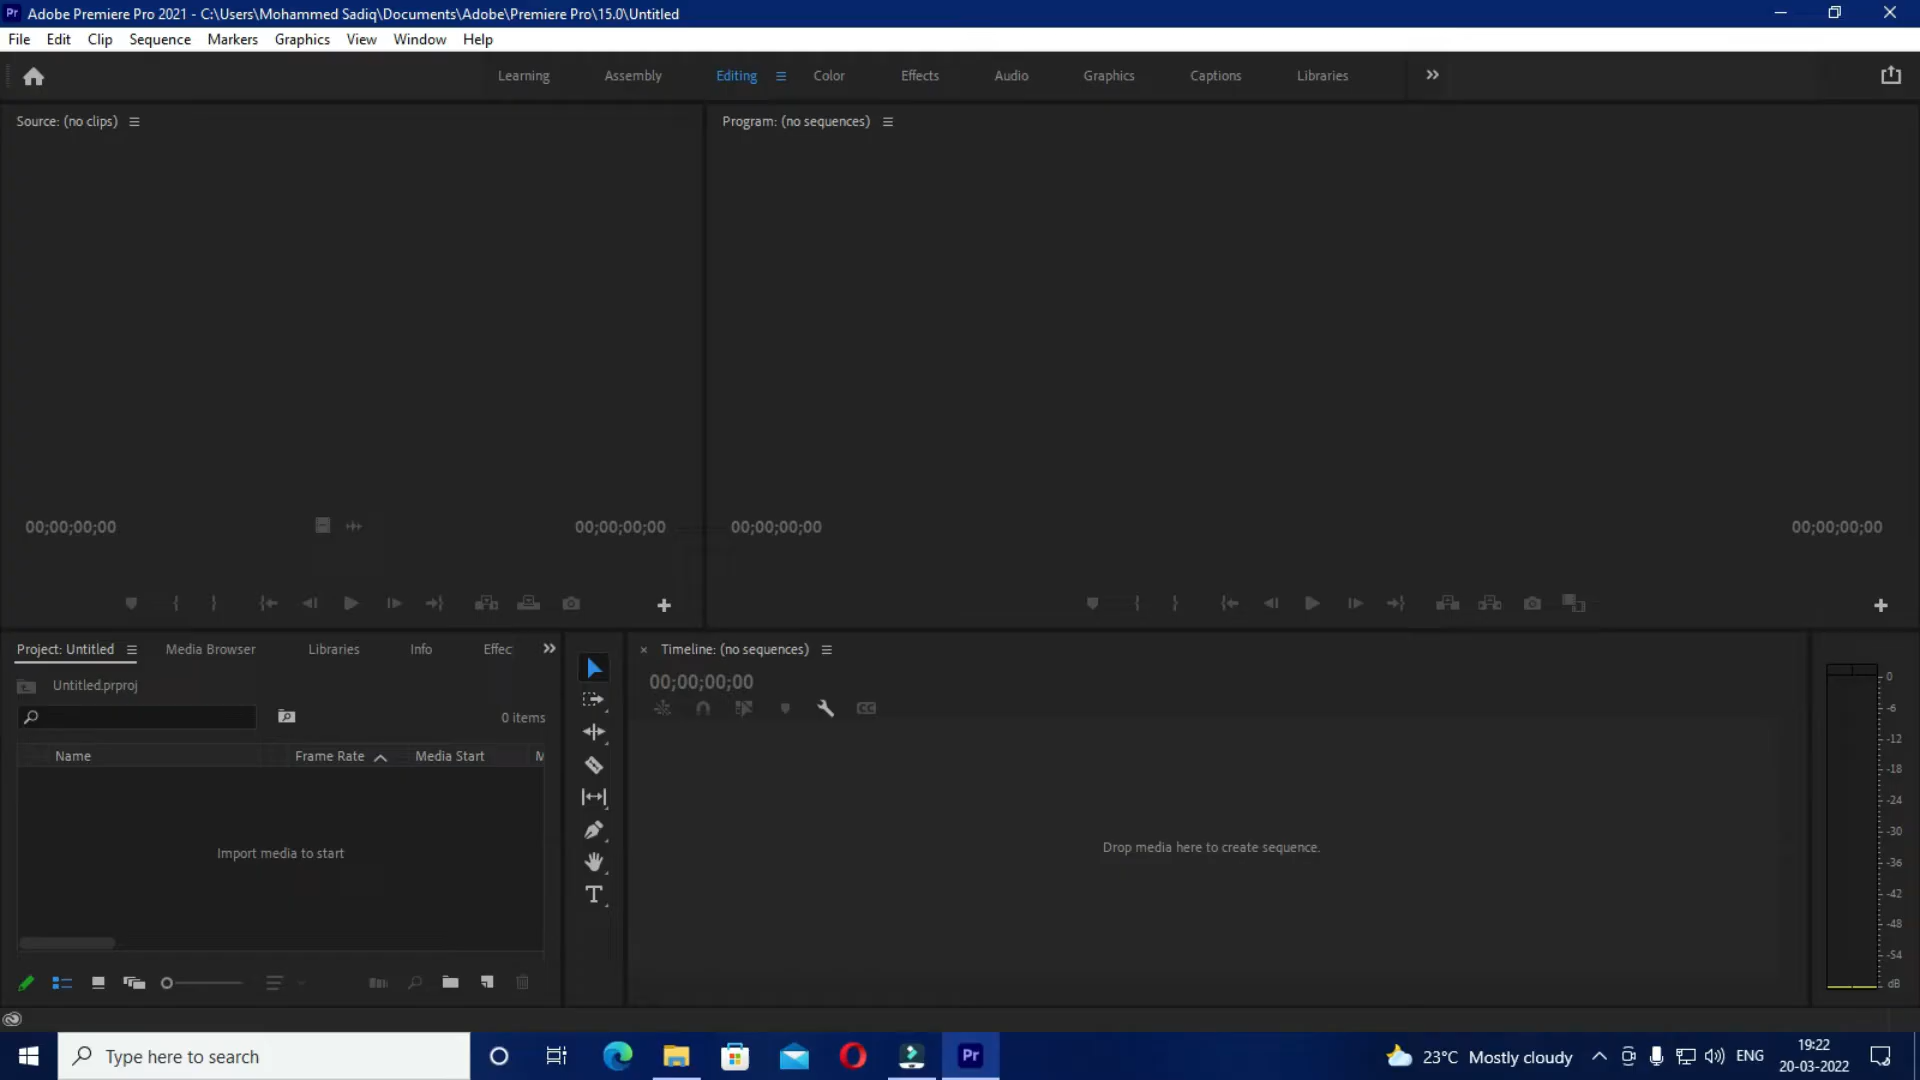 Pr Adobe Premiere Pro 2021 - C:\Users\Mohammed Sadiq\Documents\Adobe\Premiere Pro\15.0\Untitled
File Edit Clip Sequence Markers Graphics View Window Help
Learning Assembly Editing Color Effects Audio Graphics Captions Libraries
Source: (no clips)
Program: (no sequences)
00;00;00;00 00;00;00;00
00;00;00;00 00;00;00;00
Project: Untitled Media Browser Libraries Info Effec
Untitled.prproj
0 items
Name Frame Rate Media Start M
Import media to start
Timeline: (no sequences)
00;00;00;00
CC
Drop media here to create sequence.
0
-6
-12
-18
-24
-30
-36
-42
-48
-54
dB
Type here to search
Pr
23°C Mostly cloudy
ENG
19:22
20-03-2022